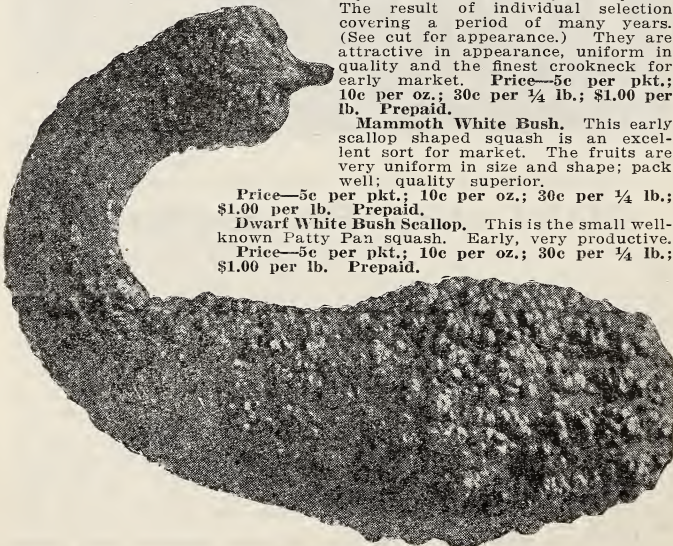 The result of individual selection
covering a period of many years.
(See cut for appearance.) They are
attractive in appearance, uniform in
quality and the finest crookneck for
early market. Price—5c per pkt.;
10c per oz.; 30c per ¼ lb.; $1.00 per
lb. Prepaid.
Mammoth White Bush. This early
scallop shaped squash is an excel-
lent sort for market. The fruits are
very uniform in size and shape; pack
well; quality superior.
Price—5c per pkt.; 10c per oz.; 30c per ¼ lb.;
$1.00 per lb. Prepaid.
Dwarf White Bush Scallop. This is the small well-
known Patty Pan squash. Early, very productive.
Price—5c per pkt.; 10c per oz.; 30c per ¼ lb.;
$1.00 per lb. Prepaid.